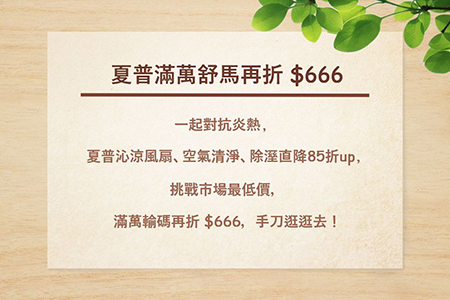 夏普滿萬舒馬再折 $666
一起對抗炎熱,
夏普沁涼風扇、空氣清淨、除溼直降85折up,
挑戰市場最低價,
滿萬輸碼再折 $666, 手刀逛逛去!